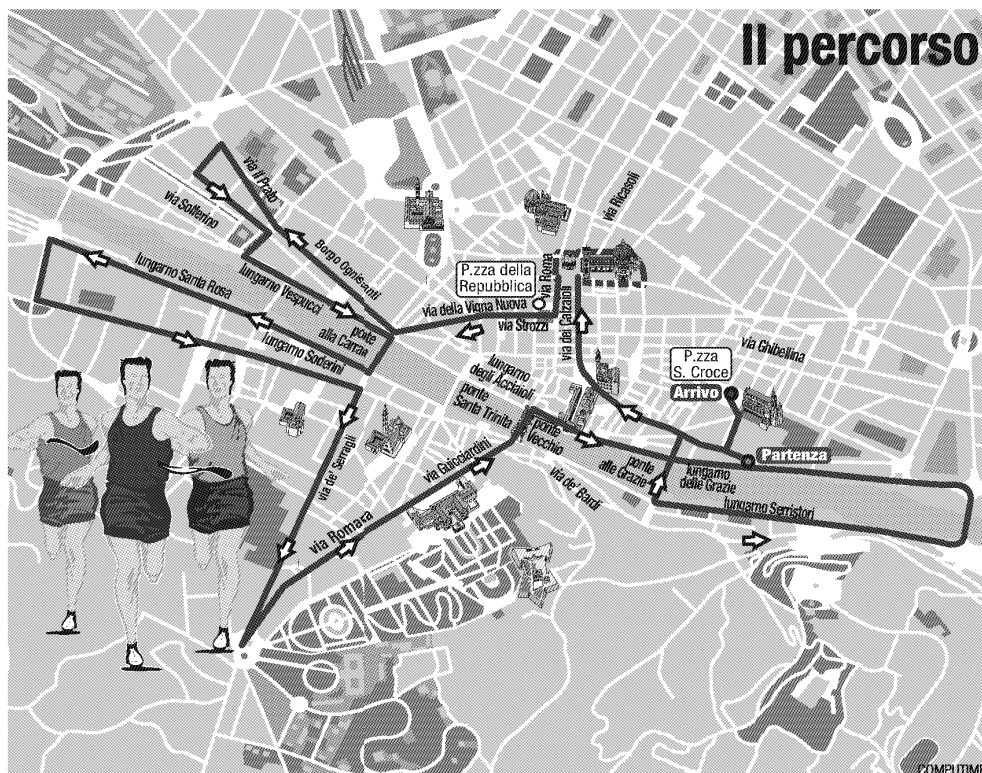 Il percorso
via Il Prato
via Solferino
Borgo Ognisanti
via Ricasoli
lungarno Santa Rosa
lungarno Vespucci
P.zza della
Repubblica
via Roma
via della Vigna Nuova
via Strozzi
via dei Calzaioli
ponte
alla Carraia
lungarno Soderini
via Ghibellina
P.zza
S. Croce
Arrivo
lungarno
degli Acciaioli
ponte
Santa Trinita
ponte
Vecchio
Partenza
via de' Serragli
via Guicciardini
ponte
alle Grazie
lungarno
delle Grazie
via de' Bardi
lungarno Serristori
via Romana
COMPUTIME